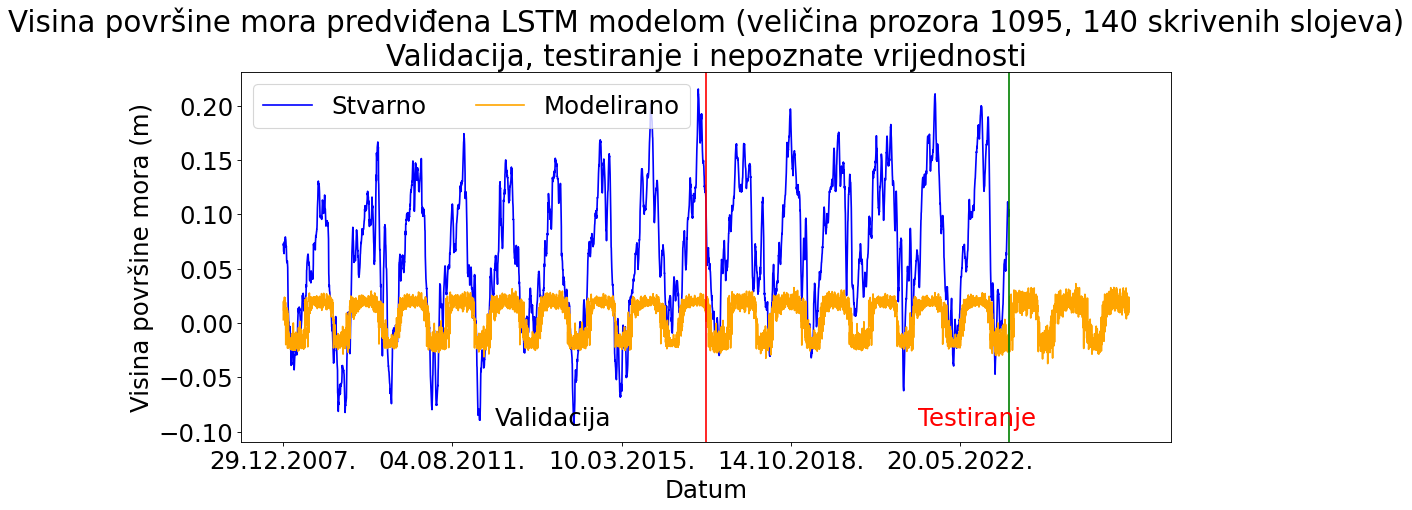 Visina površine mora predviđena LSTM modelom (veličina prozora 1095, 140 skrivenih slojeva)
Validacija, testiranje i nepoznate vrijednosti
Stvarno
Modelirano
Visina površine mora (m)
0.20
0.15
0.10
0.05
0.00
−0.05
−0.10
Validacija
Testiranje
29.12.2007.
04.08.2011.
10.03.2015.
14.10.2018.
20.05.2022.
Datum